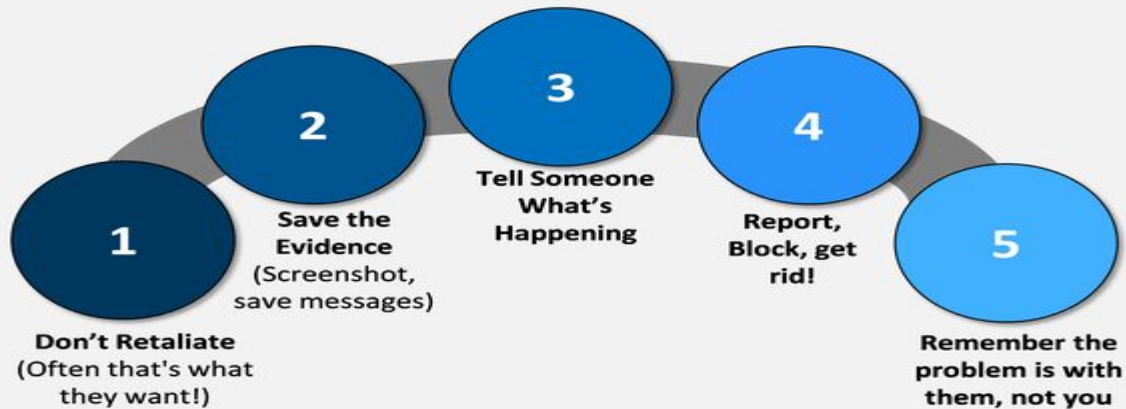 1
Don’t Retaliate
(Often that's what
they want!)
2
Save the
Evidence
(Screenshot,
save messages)
3
Tell Someone
What’s
Happening
4
Report,
Block, get
rid!
5
Remember the
problem is with
them, not you